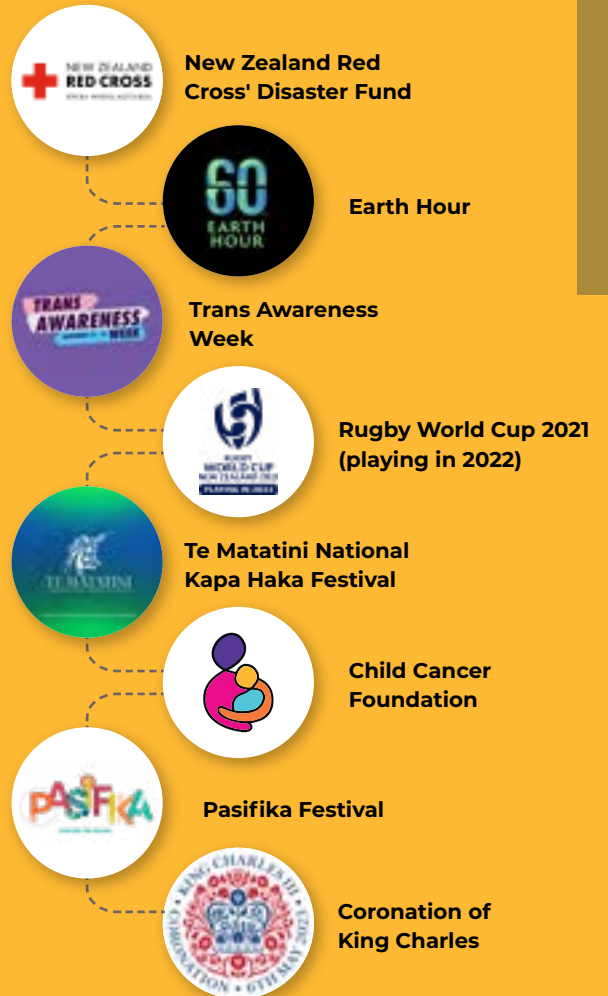 NEW ZEALAND
RED CROSS
New Zealand Red
Cross' Disaster Fund
60
EARTH
HOUR
Earth Hour
TRANS
AWARENESS
WEEK
Trans Awareness
Week
RUGBY
WORLD CUP
NEW ZEALAND 2021
PLAYING IN 2022
Rugby World Cup 2021
(playing in 2022)
TE MATATINI
Te Matatini National
Kapa Haka Festival
Child Cancer
Foundation
PASIFIKA
Pasifika Festival
KING CHARLES III
CORONATION • 6TH MAY 2023
Coronation of
King Charles